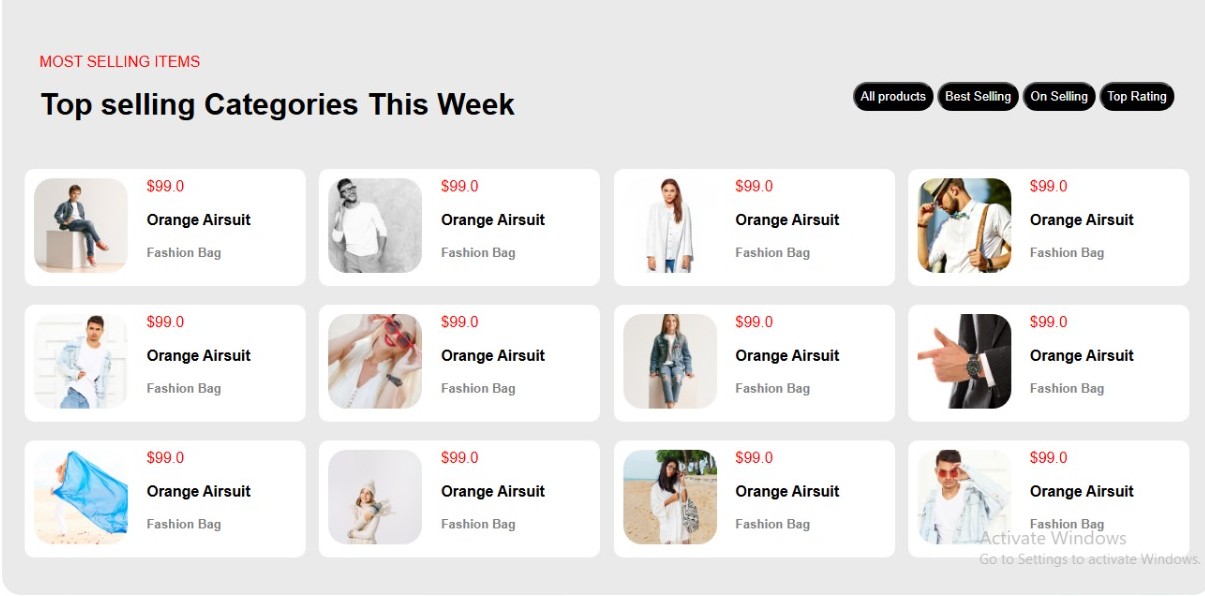 MOST SELLING ITEMS
Top selling Categories This Week
All products Best Selling On Selling Top Rating
$99.0
Orange Airsuit
Fashion Bag
$99.0
Orange Airsuit
Fashion Bag
$99.0
Orange Airsuit
Fashion Bag
$99.0
Orange Airsuit
Fashion Bag
$99.0
Orange Airsuit
Fashion Bag
$99.0
Orange Airsuit
Fashion Bag
$99.0
Orange Airsuit
Fashion Bag
$99.0
Orange Airsuit
Fashion Bag
$99.0
Orange Airsuit
Fashion Bag
$99.0
Orange Airsuit
Fashion Bag
$99.0
Orange Airsuit
Fashion Bag
$99.0
Orange Airsuit
Fashion Bag
Activate Windows
Go to Settings to activate Windows.